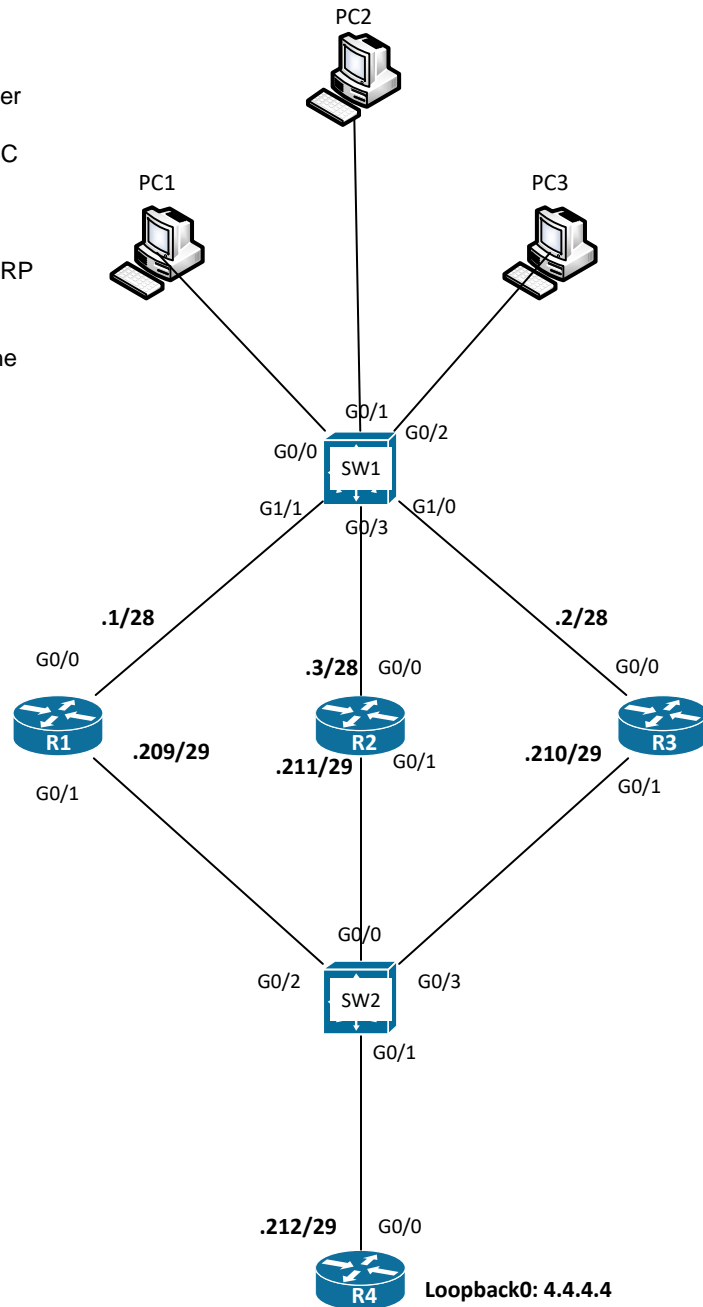 PC2
er
C
PC1
PC3
RP
ne
G0/1
G0/2
G0/0
SW1
G1/1
G1/0
G0/3
.1/28
.2/28
G0/0
.3/28
G0/0
G0/0
R1
R2
R3
.209/29
.211/29
G0/1
.210/29
G0/1
G0/1
G0/0
G0/2
G0/3
SW2
G0/1
.212/29
G0/0
R4
Loopback0: 4.4.4.4